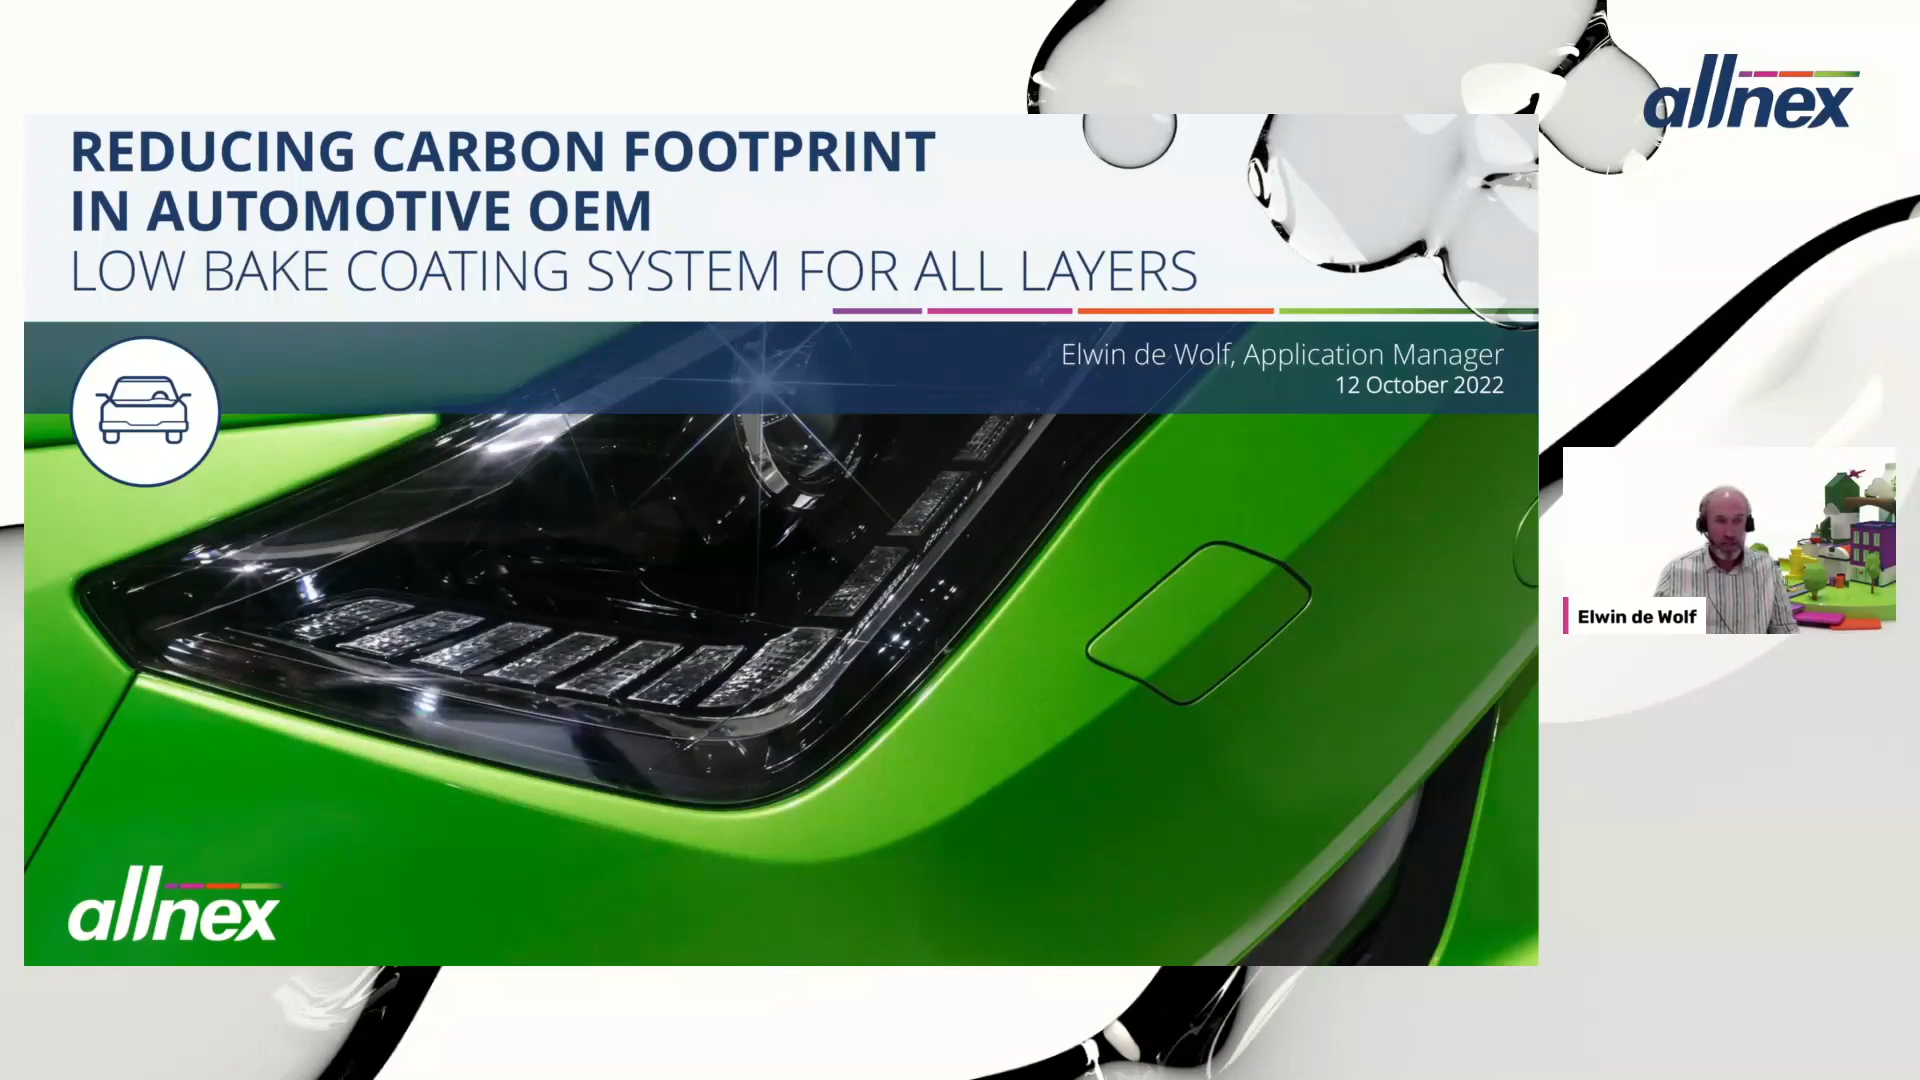 allnex
REDUCING CARBON FOOTPRINT
IN AUTOMOTIVE OEM
LOW BAKE COATING SYSTEM FOR ALL LAYERS
Elwin de Wolf, Application Manager
12 October 2022
Elwin de Wolf
allnex